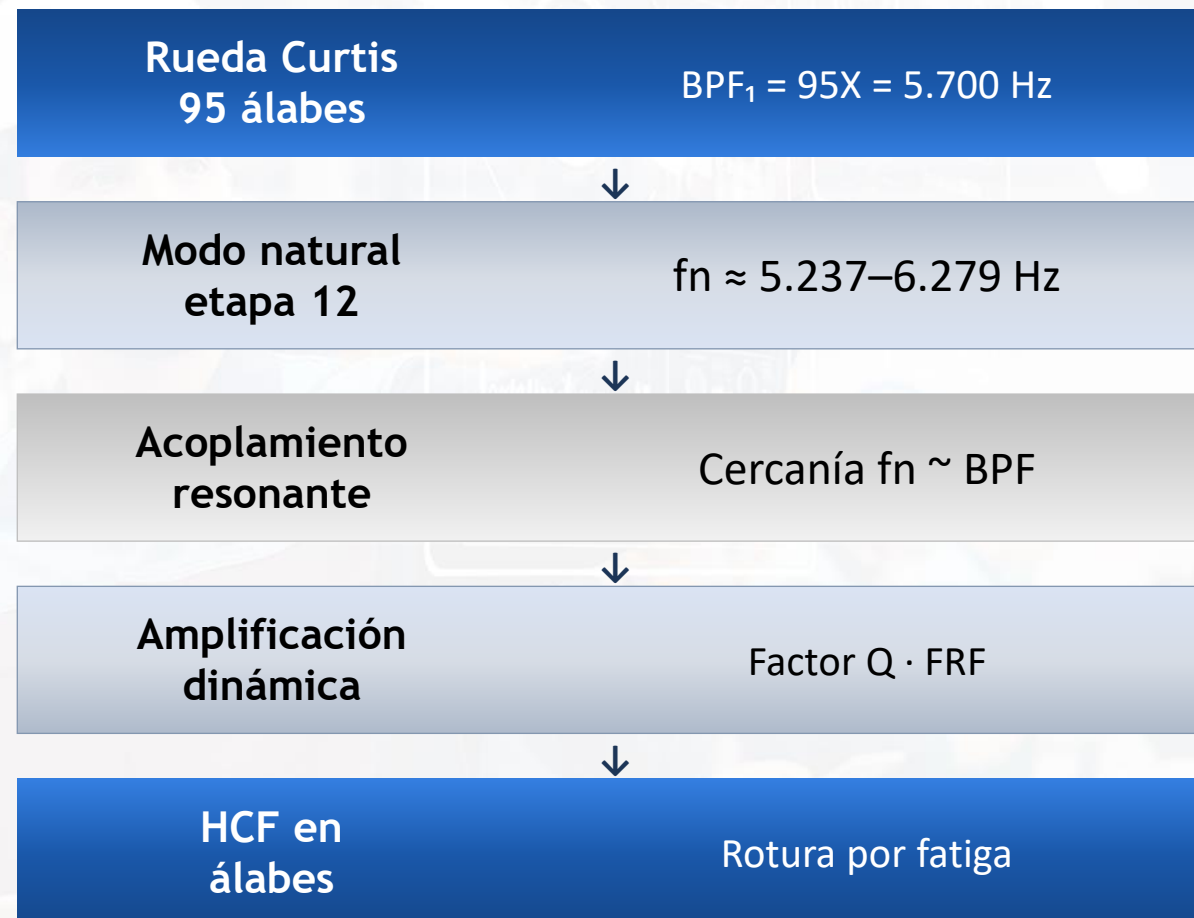 Rueda Curtis
95 álabes
BPF₁ = 95X = 5.700 Hz
↓
Modo natural
etapa 12
fn ≈ 5.237–6.279 Hz
↓
Acoplamiento
resonante
Cercanía fn ~ BPF
↓
Amplificación
dinámica
Factor Q · FRF
↓
HCF en
álabes
Rotura por fatiga